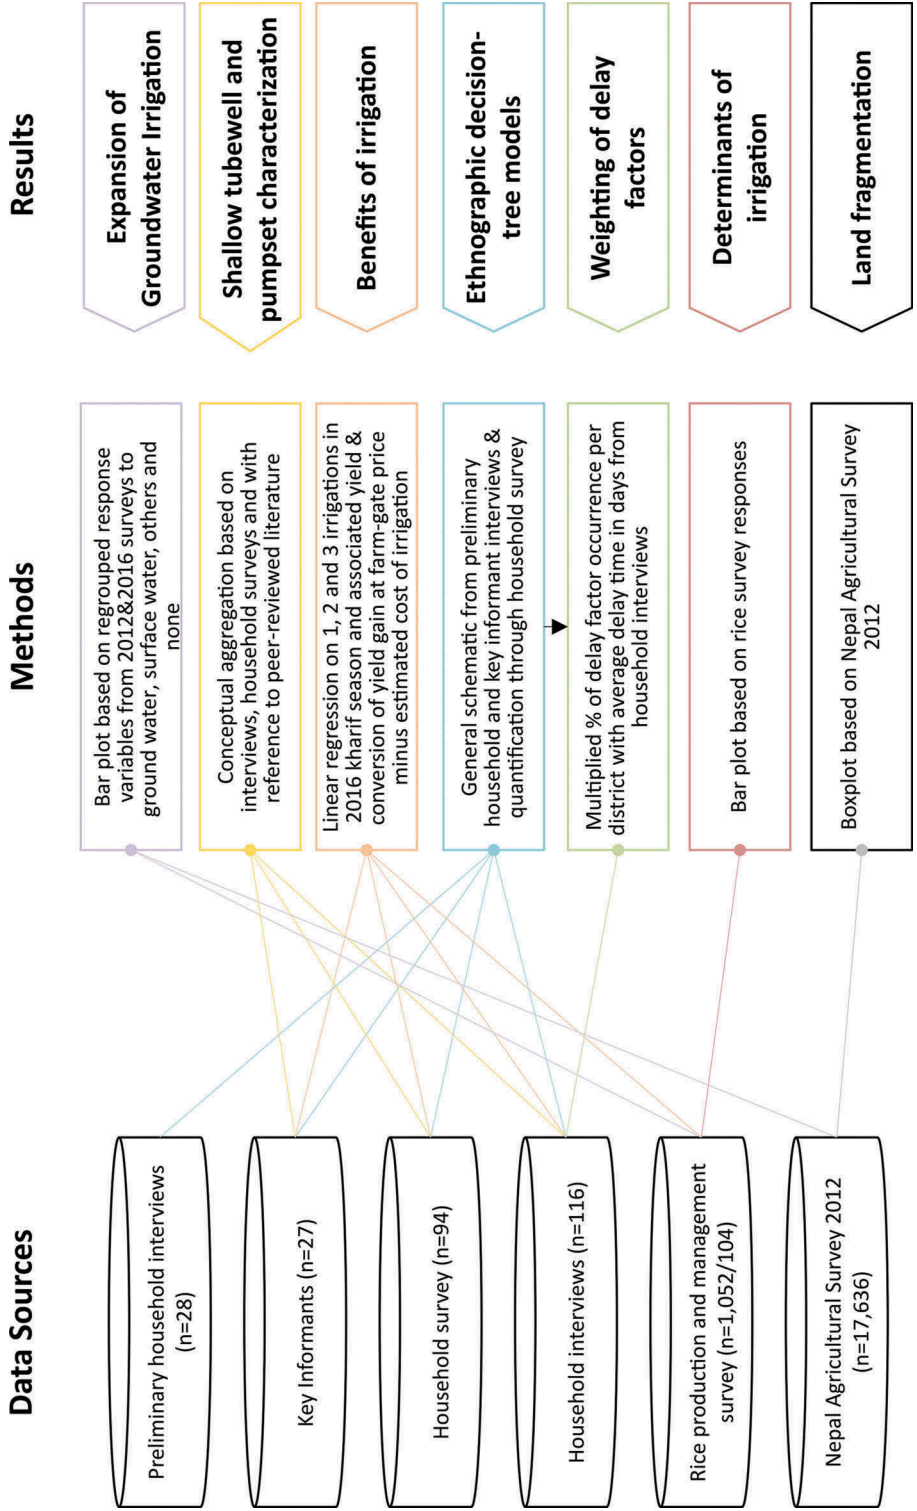 Data Sources
Preliminary household interviews
(n=28)
Key Informants (n=27)
Household survey (n=94)
Household interviews (n=116)
Rice production and management
survey (n=1,052/104)
Nepal Agricultural Survey 2012
(n=17,636)
Methods
Bar plot based on regrouped response
variables from 2012&2016 surveys to
ground water, surface water, others and
none
Conceptual aggregation based on
interviews, household surveys and with
reference to peer-reviewed literature
Linear regression on 1, 2 and 3 irrigations in
2016 kharif season and associated yield &
conversion of yield gain at farm-gate price
minus estimated cost of irrigation
General schematic from preliminary
household and key informant interviews &
quantification through household survey
Multiplied % of delay factor occurrence per
district with average delay time in days from
household interviews
Bar plot based on rice survey responses
Boxplot based on Nepal Agricultural Survey
2012
Results
Expansion of
Groundwater Irrigation
Shallow tubewell and
pumpset characterization
Benefits of irrigation
Ethnographic decision-
tree models
Weighting of delay
factors
Determinants of
irrigation
Land fragmentation